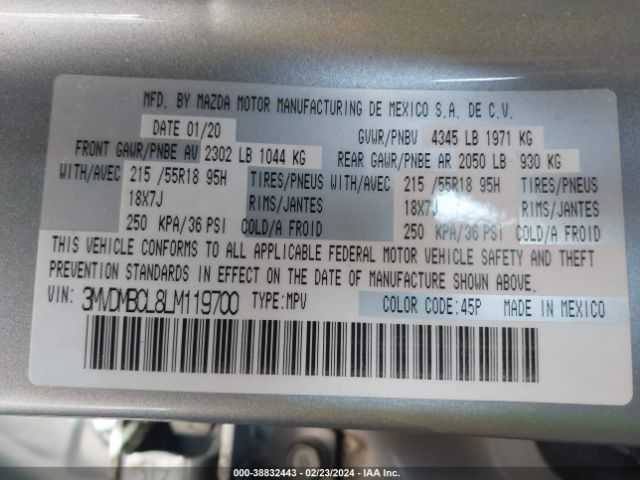 MFD. BY MAZDA MOTOR MANUFACTURING DE MEXICO S.A. DE C.V.
DATE 01/20 GVWR/PNBV 4345 LB 1971 KG
FRONT GAWR/PNBE AV 2302 LB 1044 KG REAR GAWR/PNBE AR 2050 LB 930 KG
WITH/AVEC 215 /55R18 95H TIRES/PNEUS WITH/AVEC 215 /55R18 95H TIRES/PNEUS
18X7J RIMS/JANTES 18X7J RIMS/JANTES
250 KPA/36 PSI COLD/A FROID 250 KPA/36 PSI COLD/A FROID
THIS VEHICLE CONFORMS TO ALL APPLICABLE FEDERAL MOTOR VEHICLE SAFETY AND THEFT
PREVENTION STANDARDS IN EFFECT ON THE DATE OF MANUFACTURE SHOWN ABOVE.
VIN: 3MVDMBCL8LM119700 TYPE: MPV COLOR CODE: 45P MADE IN MEXICO
000-38832443 - 02/23/2024 - IAA Inc.